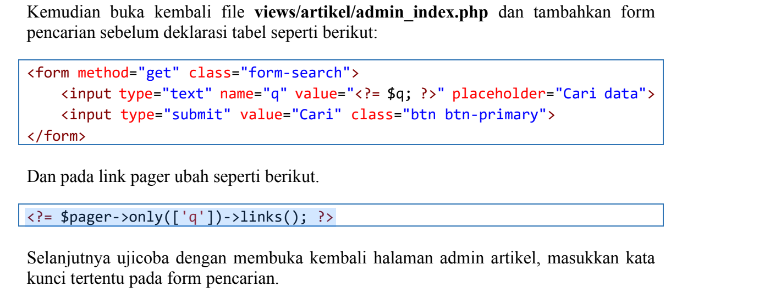 Kemudian buka kembali file views/artikel/admin_index.php dan tambahkan form
pencarian sebelum deklarasi tabel seperti berikut:
<form method="get" class="form-search">
    <input type="text" name="q" value="<?= $q; ?>" placeholder="Cari data">
    <input type="submit" value="Cari" class="btn btn-primary">
</form>
Dan pada link pager ubah seperti berikut.
<?= $pager->only(['q'])->links(); ?>
Selanjutnya ujicoba dengan membuka kembali halaman admin artikel, masukkan kata
kunci tertentu pada form pencarian.